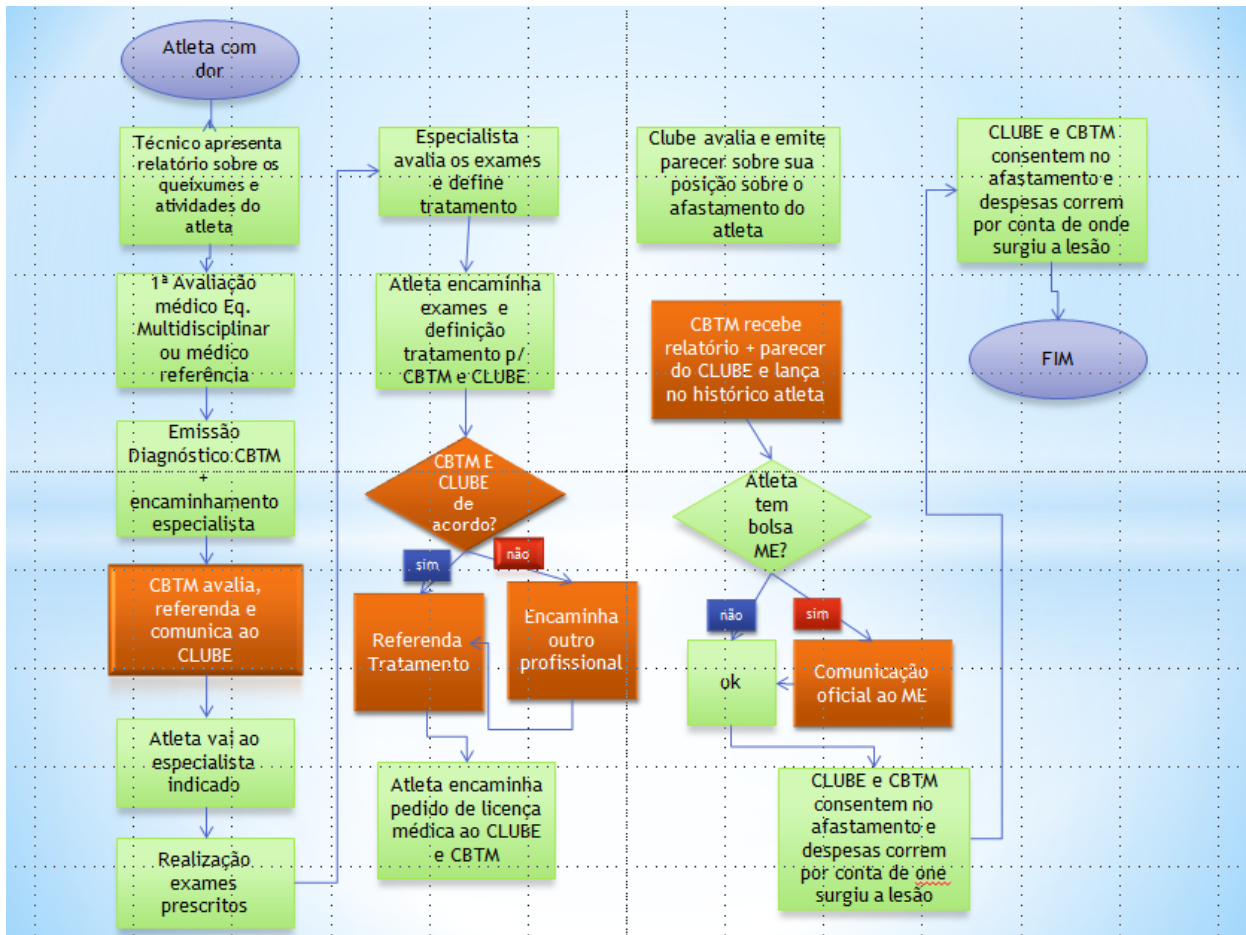 Atleta com
dor
Técnico apresenta
relatório sobre os
queixumes e
atividades do
atleta
1ª Avaliação
médico Eq.
Multidisciplinar
ou médico
referência
Emissão
Diagnóstico:CBTM
+
encaminhamento
especialista
CBTM avalia,
referenda e
comunica ao
CLUBE
Atleta vai ao
especialista
indicado
Realização
exames
prescritos
Especialista
avalia os exames
e define
tratamento
Atleta encaminha
exames e
definição
tratamento p/
CBTM e CLUBE
CBTM E
CLUBE
de
acordo?
sim
não
Referenda
Tratamento
Encaminha
outro
profissional
Atleta encaminha
pedido de licença
médica ao CLUBE
e CBTM
Clube avalia e emite
parecer sobre sua
posição sobre o
afastamento do
atleta
CBTM recebe
relatório + parecer
do CLUBE e lança
no histórico atleta
Atleta
tem
bolsa
ME?
não
sim
ok
Comunicação
oficial ao ME
CLUBE e CBTM
consentem no
afastamento e
despesas correm
por conta de one
surgiu a lesão
CLUBE e CBTM
consentem no
afastamento e
despesas correm
por conta de onde
surgiu a lesão
FIM